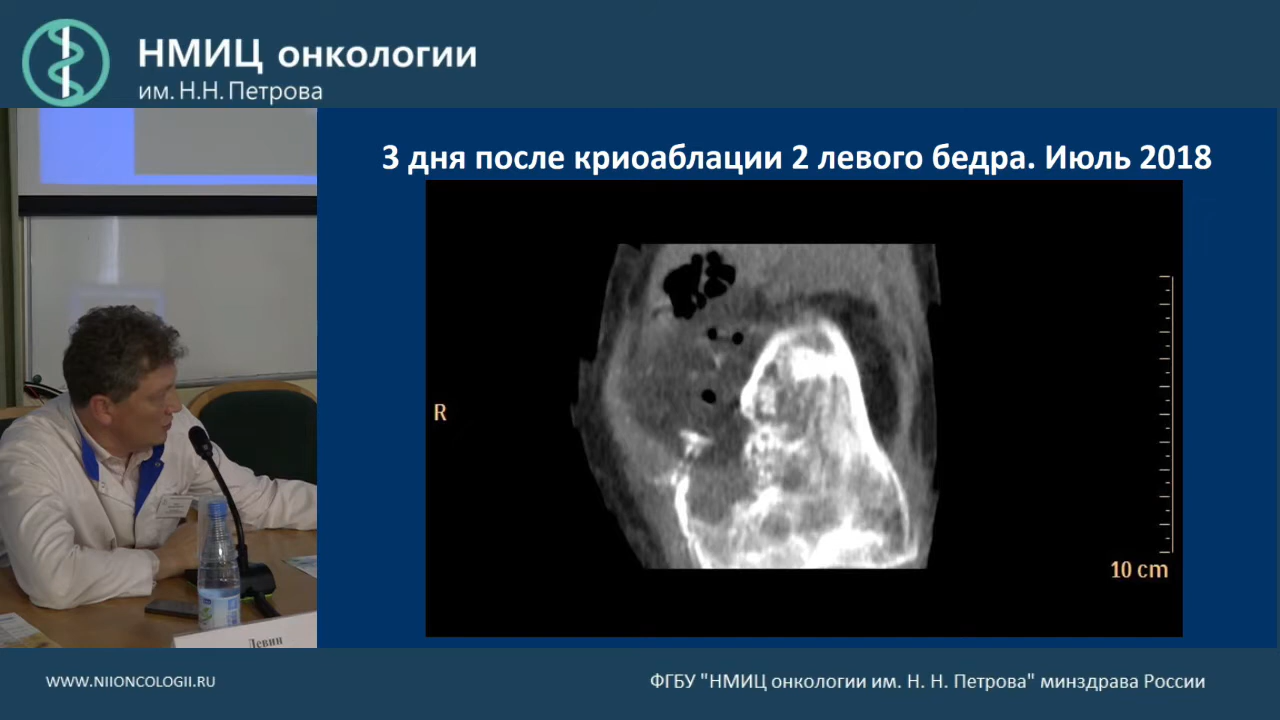 НМИЦ онкологии
им. Н.Н. Петрова
3 дня после криоаблации 2 левого бедра. Июль 2018
R
10 cm
Левин
WWW.NIIONCOLOGII.RU
ФГБУ "НМИЦ онкологии им. Н. Н. Петрова" минздрава России